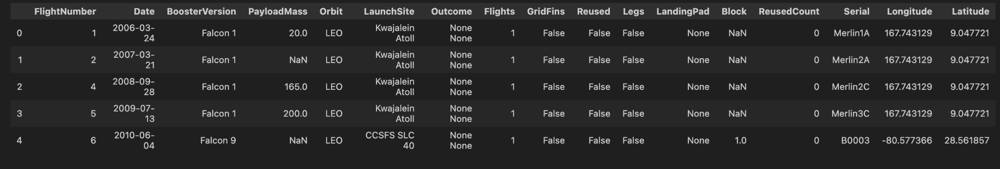 FlightNumber Date BoosterVersion PayloadMass Orbit LaunchSite Outcome Flights GridFins Reused Legs LandingPad Block ReusedCount Serial Longitude Latitude
0 1 2006-03-24 Falcon 1 20.0 LEO Kwajalein Atoll None None 1 False False False None NaN 0 Merlin1A 167.743129 9.047721
1 2 2007-03-21 Falcon 1 NaN LEO Kwajalein Atoll None None 1 False False False None NaN 0 Merlin2A 167.743129 9.047721
2 4 2008-09-28 Falcon 1 165.0 LEO Kwajalein Atoll None None 1 False False False None NaN 0 Merlin2C 167.743129 9.047721
3 5 2009-07-13 Falcon 1 200.0 LEO Kwajalein Atoll None None 1 False False False None NaN 0 Merlin3C 167.743129 9.047721
4 6 2010-06-04 Falcon 9 NaN LEO CCSFS SLC 40 None None 1 False False False None 1.0 0 B0003 -80.577366 28.561857